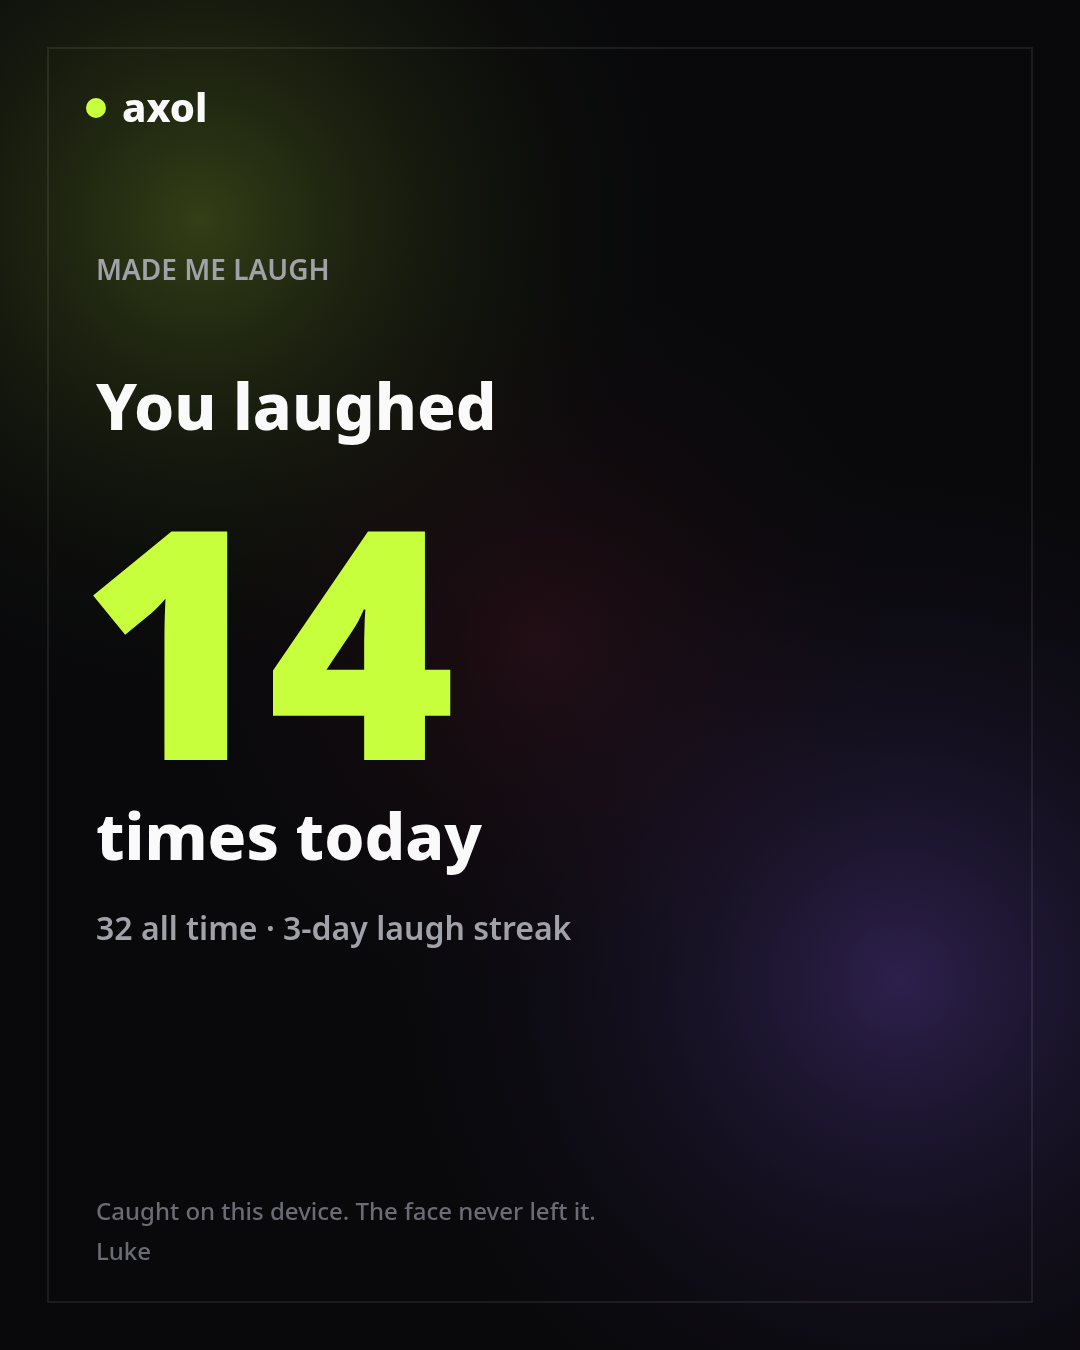 axol
MADE ME LAUGH
You laughed
14
times today
32 all time · 3-day laugh streak
Caught on this device. The face never left it.
Luke